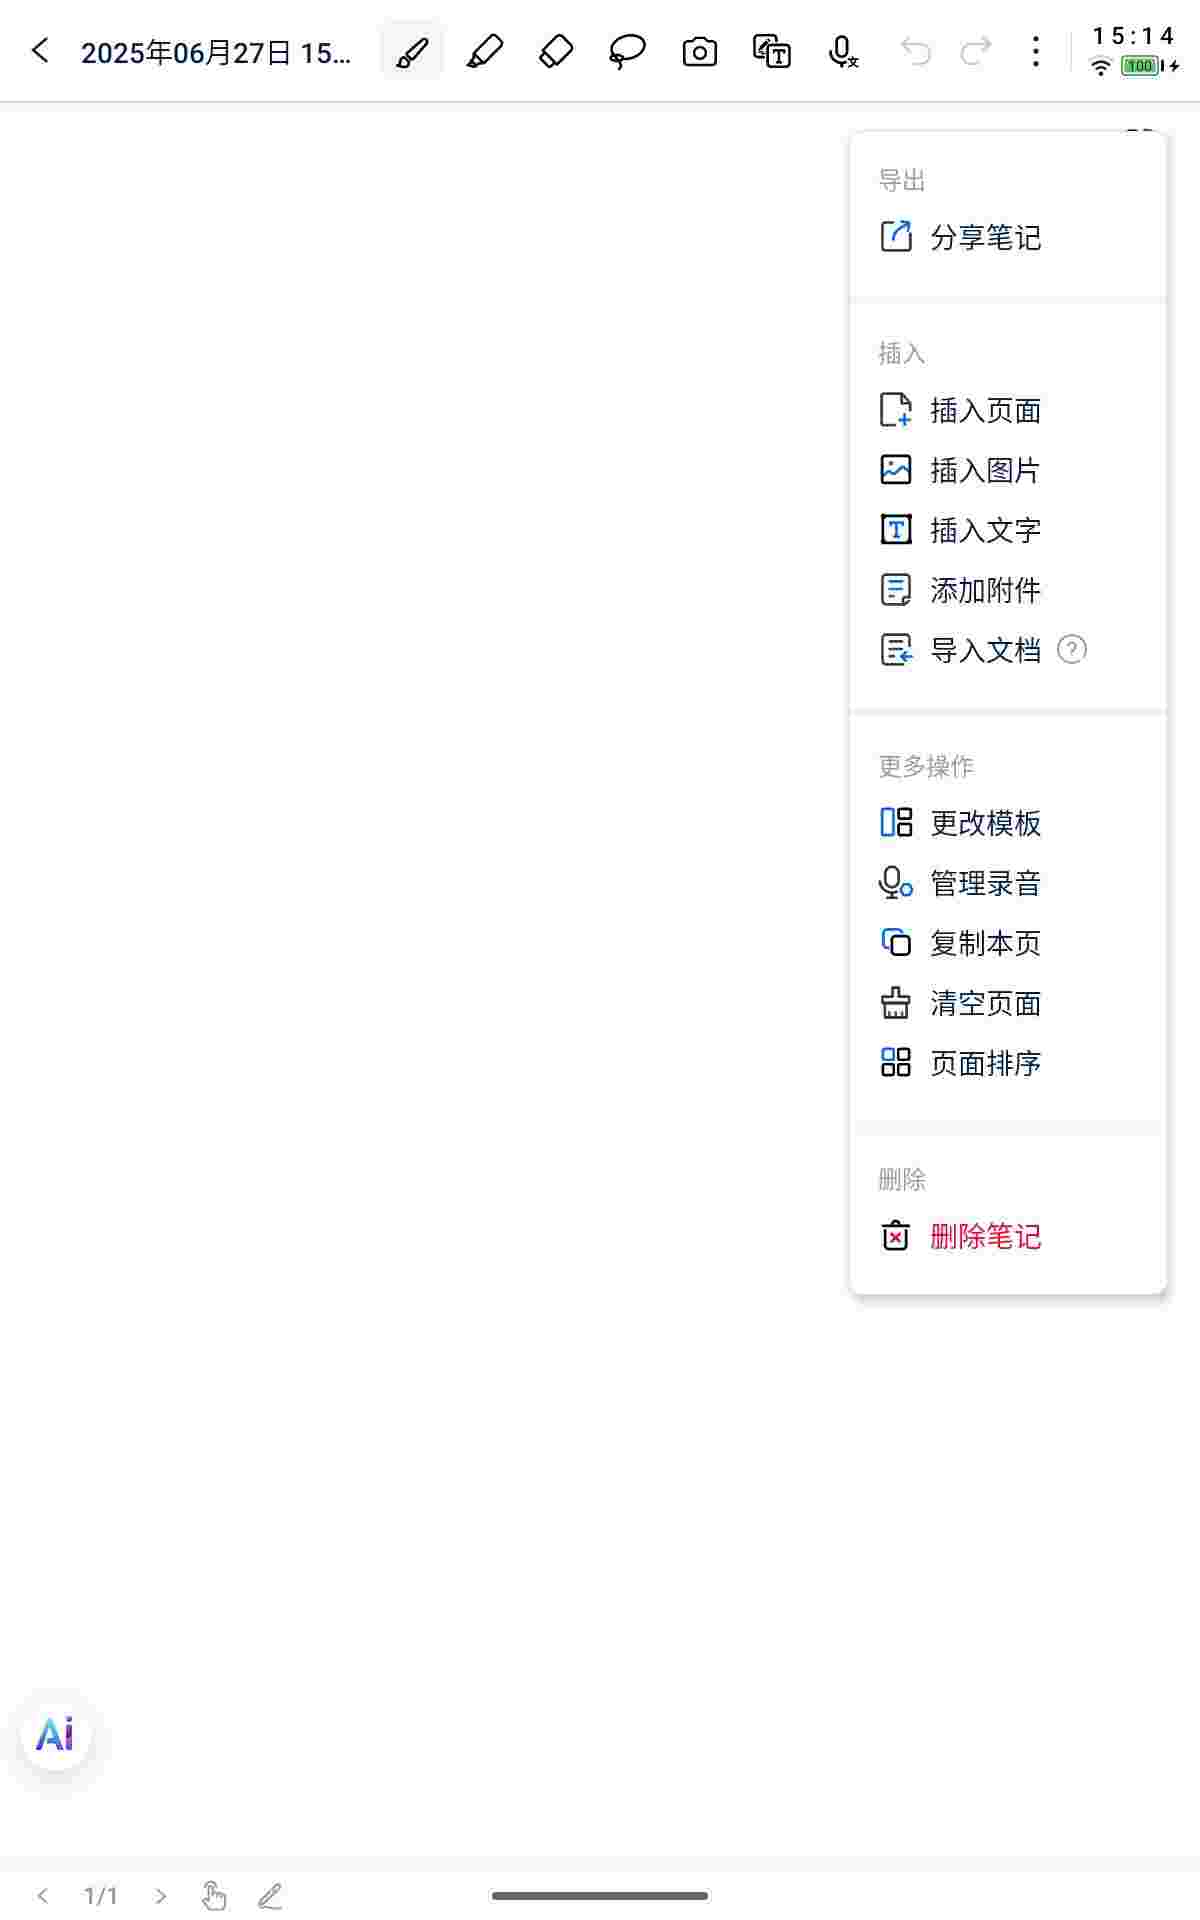 2025年06月27日 15...
15:14
100
导出
分享笔记
插入
插入页面
插入图片
插入文字
添加附件
导入文档 ?
更多操作
更改模板
管理录音
复制本页
清空页面
页面排序
删除
删除笔记
Ai
1/1